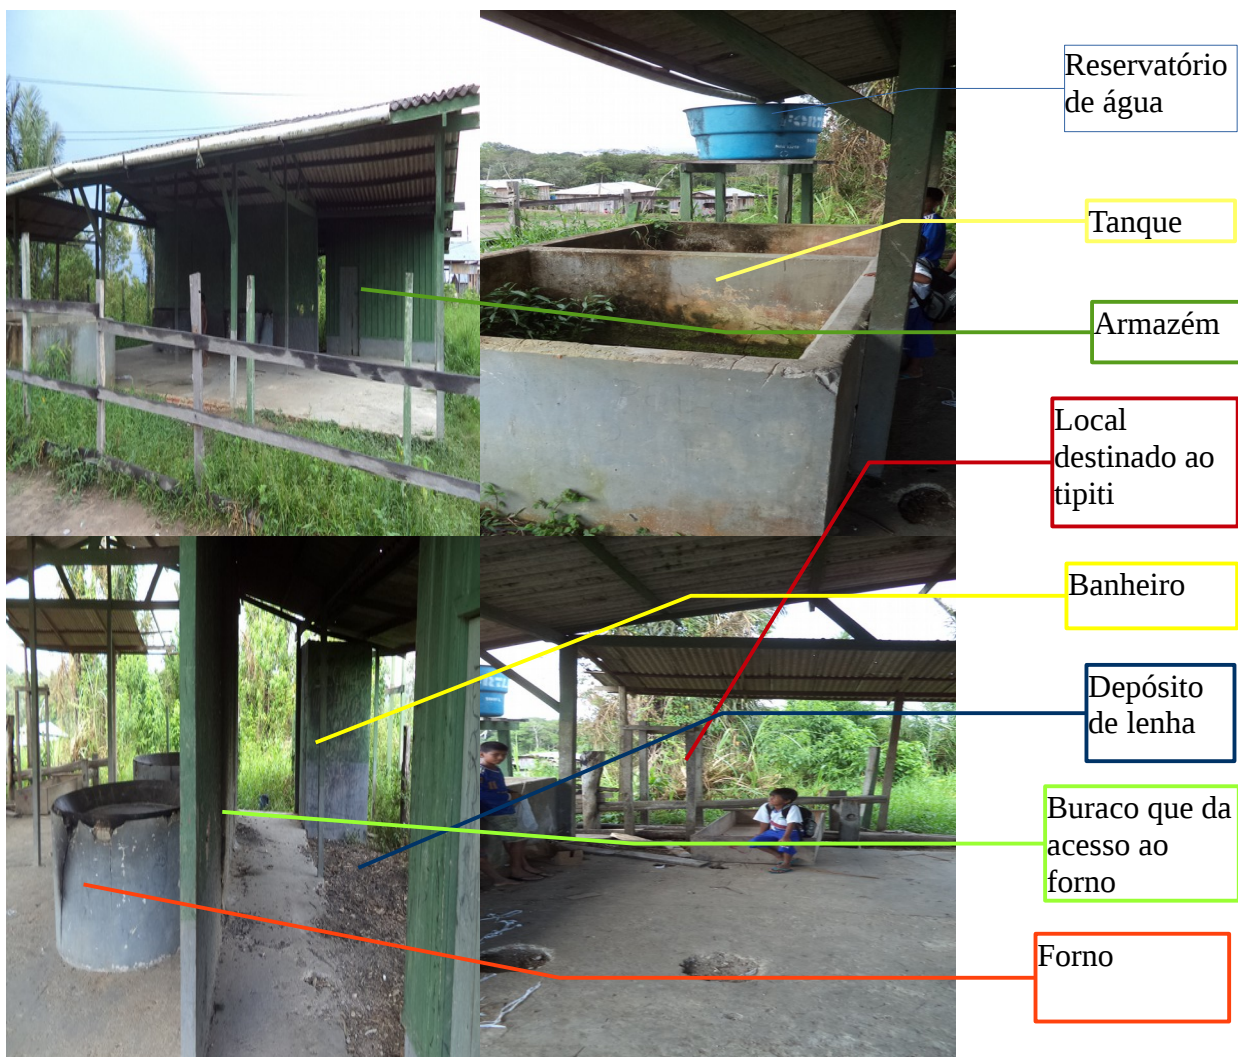 Reservatório
de água
Tanque
Armazém
Local
destinado ao
tipiti
Banheiro
Depósito
de lenha
Buraco que da
acesso ao
forno
Forno